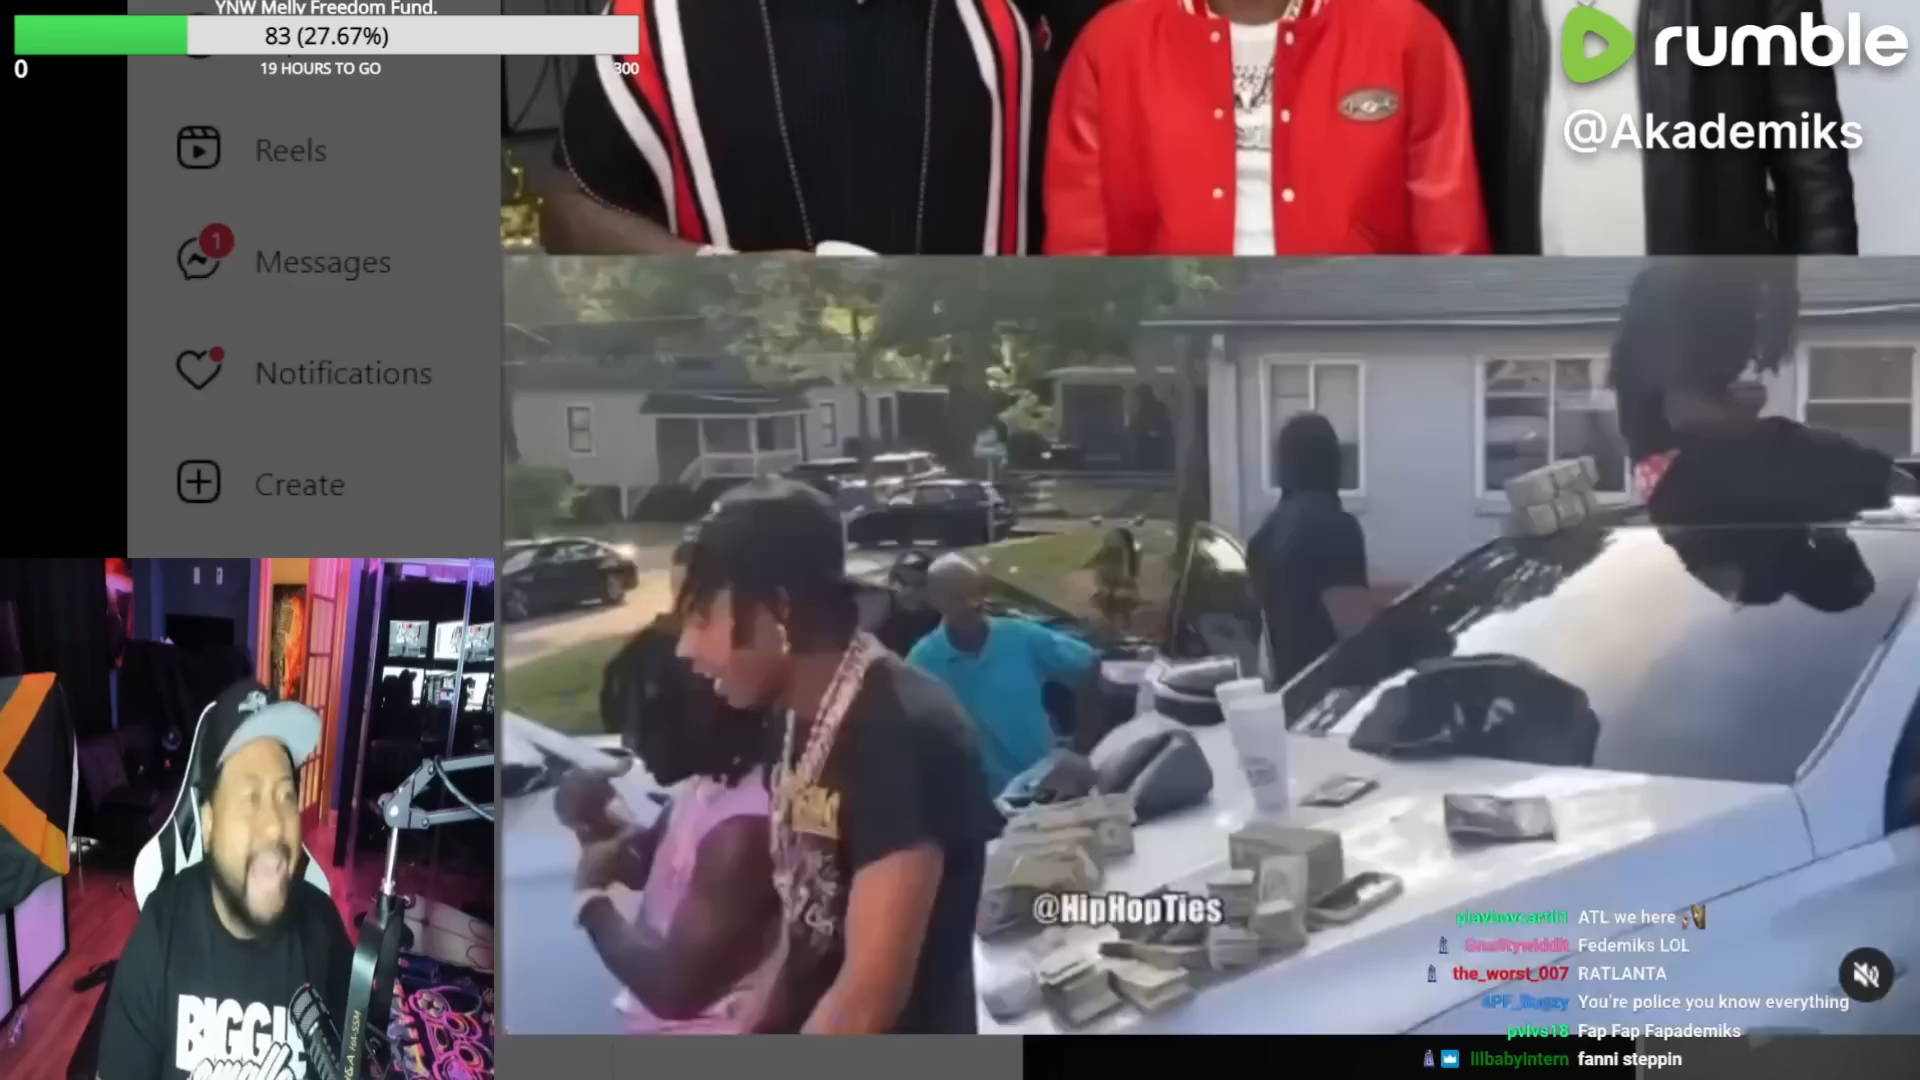 YNW Melly Freedom Fund.
83 (27.67%)
0
19 HOURS TO GO
300
rumble
@Akademiks
Reels
1
Messages
Notifications
Create
@HipHopTies
BIGGIE
smalls
ATL we here
Fedemiks LOL
the_worst_007 RATLANTA
4PF_Bugzy You're police you know everything
pvlvs18 Fap Fap Fapademiks
lilbabyintern fanni steppin